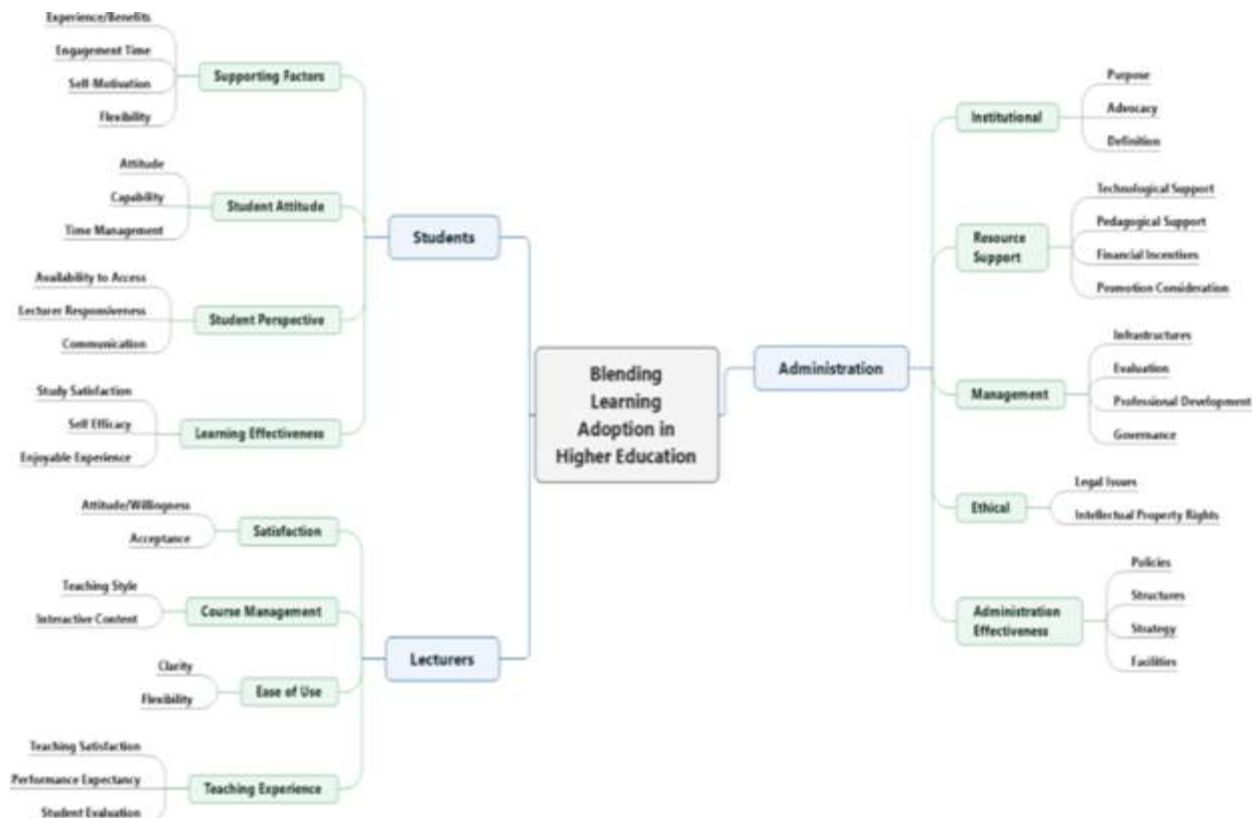 Experience/Benefits
Engagement Time
Self-Motivation
Flexibility
Supporting Factors
Attitude
Capability
Time Management
Student Attitude
Availability to Access
Lecturer Responsiveness
Communication
Student Perspective
Study Satisfaction
Self Efficacy
Enjoyable Experience
Learning Effectiveness
Students
Attitude/Willingness
Acceptance
Satisfaction
Teaching Style
Interactive Content
Course Management
Clarity
Flexibility
Ease of Use
Teaching Satisfaction
Performance Expectancy
Student Evaluation
Teaching Experience
Lecturers
Blending
Learning
Adoption in
Higher Education
Administration
Institutional
Purpose
Advocacy
Definition
Resource
Support
Technological Support
Pedagogical Support
Financial Incentives
Promotion Consideration
Management
Infrastructures
Evaluation
Professional Development
Governance
Ethical
Legal Issues
Intellectual Property Rights
Administration
Effectiveness
Policies
Structures
Strategy
Facilities